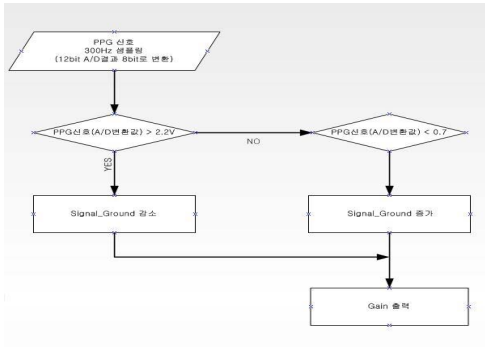 PPG 신호
300Hz 샘플링
(12bit A/D결과 8bit로 변환)
PPG신호(A/D변환값) > 2.2V
NO
PPG신호(A/D변환값) < 0.7
YES
Signal_Ground 감소
Signal_Ground 증가
Gain 출력